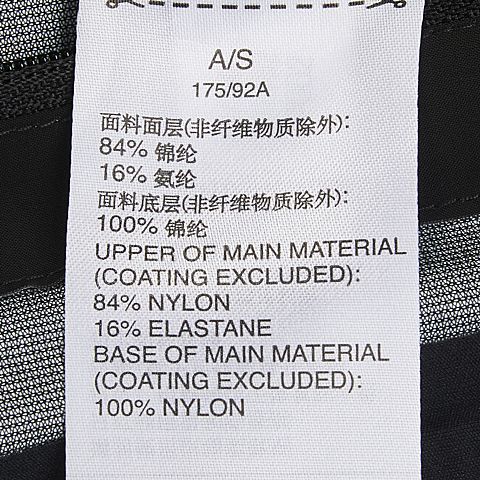 A/S
175/92A
面料面层(非纤维物质除外):
84% 锦纶
16% 氨纶
面料底层(非纤维物质除外):
100% 锦纶
UPPER OF MAIN MATERIAL
(COATING EXCLUDED):
84% NYLON
16% ELASTANE
BASE OF MAIN MATERIAL
(COATING EXCLUDED):
100% NYLON